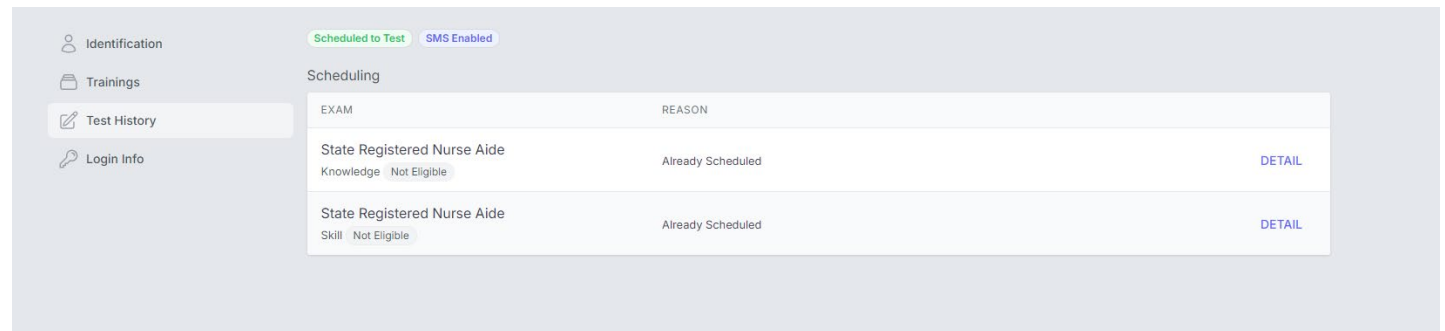 Identification
Trainings
Test History
Login Info
Scheduled to Test SMS Enabled
Scheduling
EXAM REASON
State Registered Nurse Aide
Knowledge Not Eligible
Already Scheduled
DETAIL
State Registered Nurse Aide
Skill Not Eligible
Already Scheduled
DETAIL